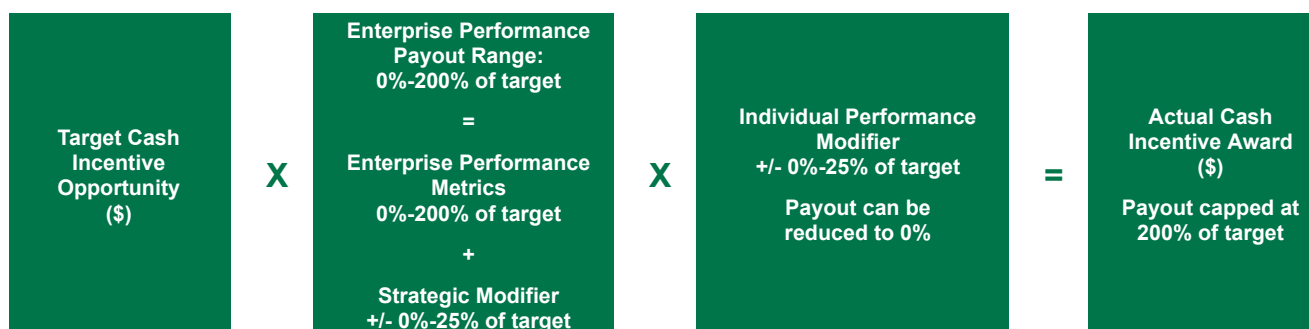 Target Cash
Incentive
Opportunity
($)
X
Enterprise Performance
Payout Range:
0%-200% of target
=
Enterprise Performance
Metrics
0%-200% of target
+
Strategic Modifier
+/- 0%-25% of target
X
Individual Performance
Modifier
+/- 0%-25% of target
Payout can be
reduced to 0%
=
Actual Cash
Incentive Award
($)
Payout capped at
200% of target